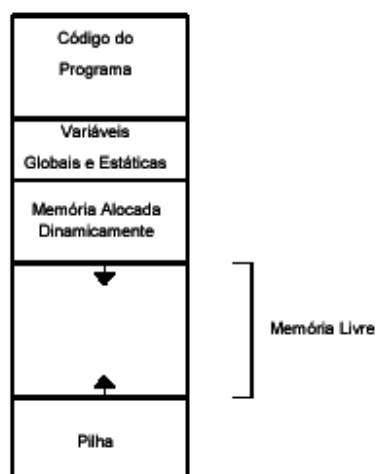 Código do
Programa
Variáveis
Globais e Estáticas
Memória Alocada
Dinamicamente
Memória Livre
Pilha